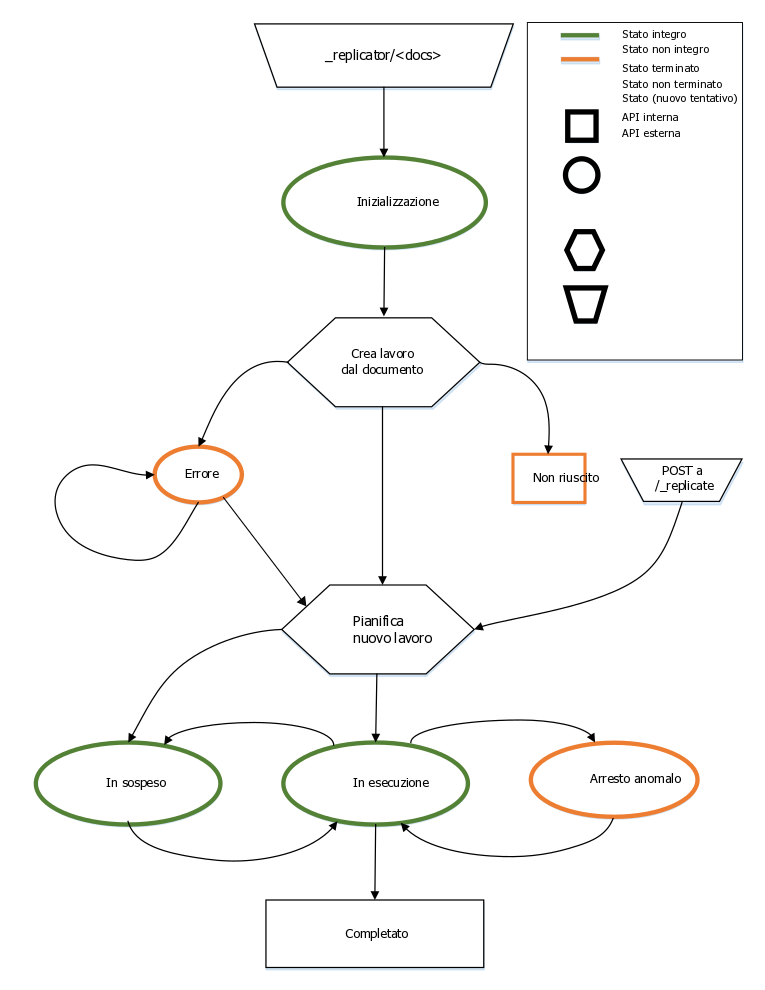 _replicator/<docs>
Stato integro
Stato non integro
Stato terminato
Stato non terminato
Stato (nuovo tentativo)
API interna
API esterna
Inizializzazione
Crea lavoro
dal documento
Errore
Non riuscito
POST a
/_replicate
Pianifica
nuovo lavoro
In sospeso
In esecuzione
Arresto anomalo
Completato